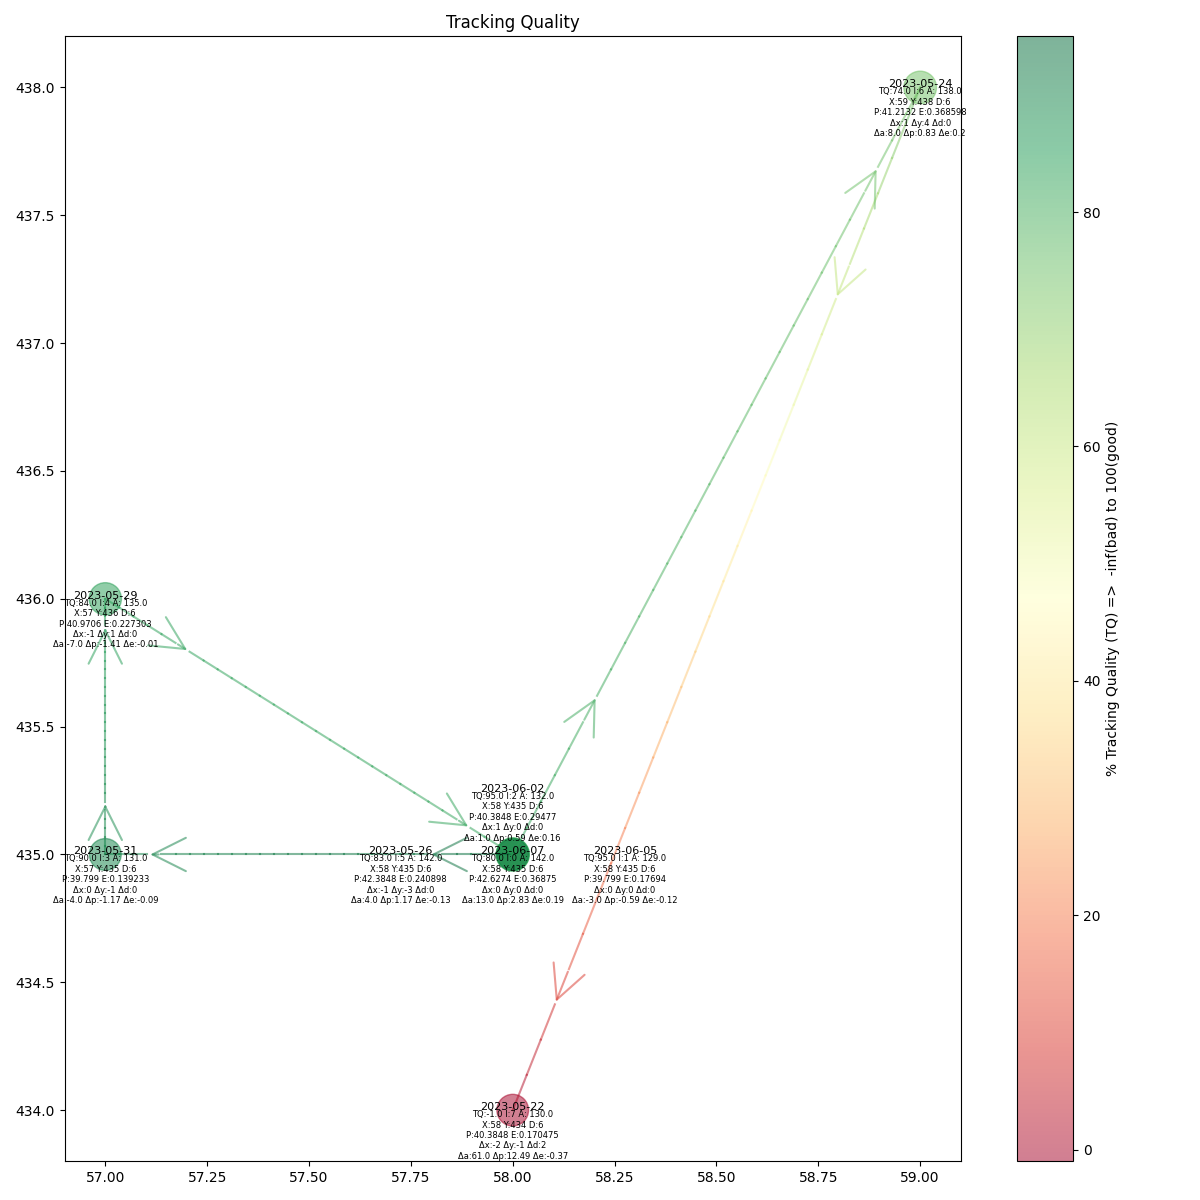 Tracking Quality
438.0
437.5
437.0
436.5
436.0
435.5
435.0
434.5
434.0
57.00
57.25
57.50
57.75
58.00
58.25
58.50
58.75
59.00
2023-05-24
TQ:74.0 I:6 A: 138.0
X:59 Y:438 D:6
P:41.2132 E:0.368598
Δx:1 Δy:4 Δd:0
Δa:8.0 Δp:0.83 Δe:0.2
2023-05-29
TQ:84.0 I:4 A: 135.0
X:57 Y:436 D:6
P:40.9706 E:0.227303
Δx:-1 Δy:1 Δd:0
Δa:-7.0 Δp:-1.41 Δe:-0.01
2023-06-02
TQ:95.0 I:2 A: 132.0
X:58 Y:435 D:6
P:40.3848 E:0.29477
Δx:1 Δy:0 Δd:0
Δa:1.0 Δp:0.59 Δe:0.16
2023-05-31
TQ:90.0 I:3 A: 131.0
X:57 Y:435 D:6
P:39.799 E:0.139233
Δx:0 Δy:-1 Δd:0
Δa:-4.0 Δp:-1.17 Δe:-0.09
2023-05-26
TQ:83.0 I:5 A: 142.0
X:58 Y:435 D:6
P:42.3848 E:0.240898
Δx:-1 Δy:-3 Δd:0
Δa:4.0 Δp:1.17 Δe:-0.13
2023-06-07
TQ:80.0 I:0 A: 142.0
X:58 Y:435 D:6
P:42.6274 E:0.36875
Δx:0 Δy:0 Δd:0
Δa:13.0 Δp:2.83 Δe:0.19
2023-06-05
TQ:95.0 I:1 A: 129.0
X:58 Y:435 D:6
P:39.799 E:0.17694
Δx:0 Δy:0 Δd:0
Δa:-3.0 Δp:-0.59 Δe:-0.12
2023-05-22
TQ:-1.0 I:7 A: 130.0
X:58 Y:434 D:6
P:40.3848 E:0.170475
Δx:-2 Δy:-1 Δd:2
Δa:61.0 Δp:12.49 Δe:-0.37
80
60
40
20
0
% Tracking Quality (TQ) => -inf(bad) to 100(good)